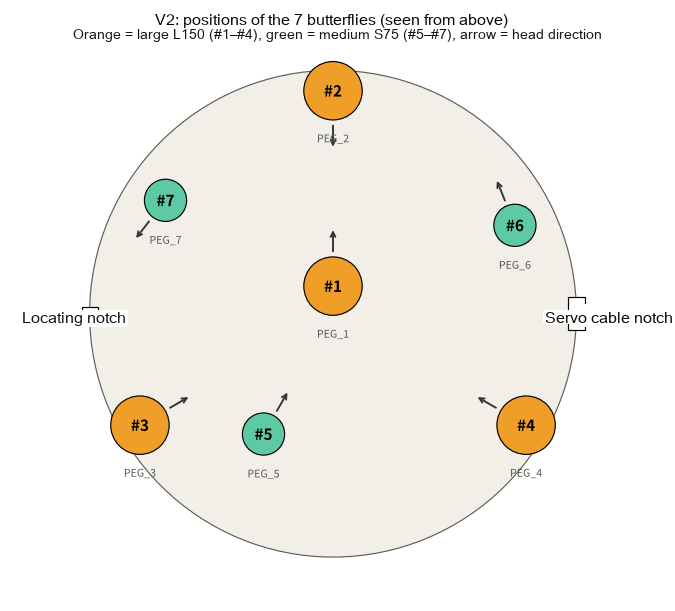 V2: positions of the 7 butterflies (seen from above)
Orange = large L150 (#1–#4), green = medium S75 (#5–#7), arrow = head direction
#2
PEG_2
#7
PEG_7
#6
PEG_6
#1
PEG_1
Locating notch
Servo cable notch
#3
PEG_3
#5
PEG_5
#4
PEG_4